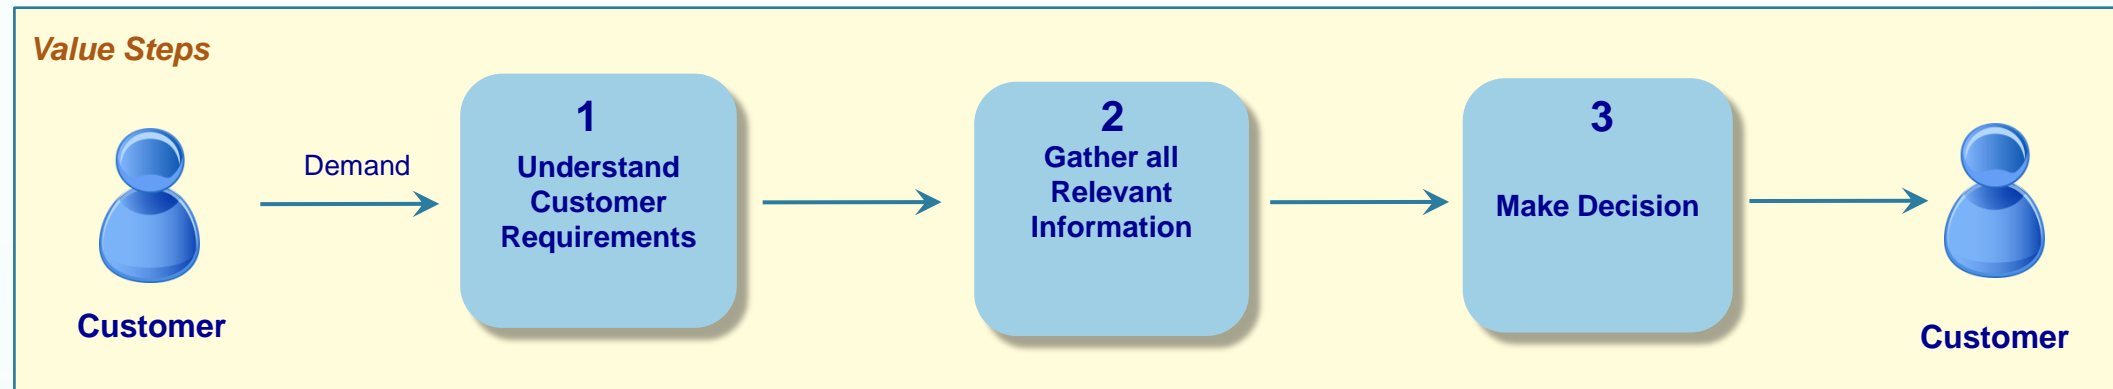 Value Steps
Customer
Demand
1
Understand
Customer
Requirements
2
Gather all
Relevant
Information
3
Make Decision
Customer